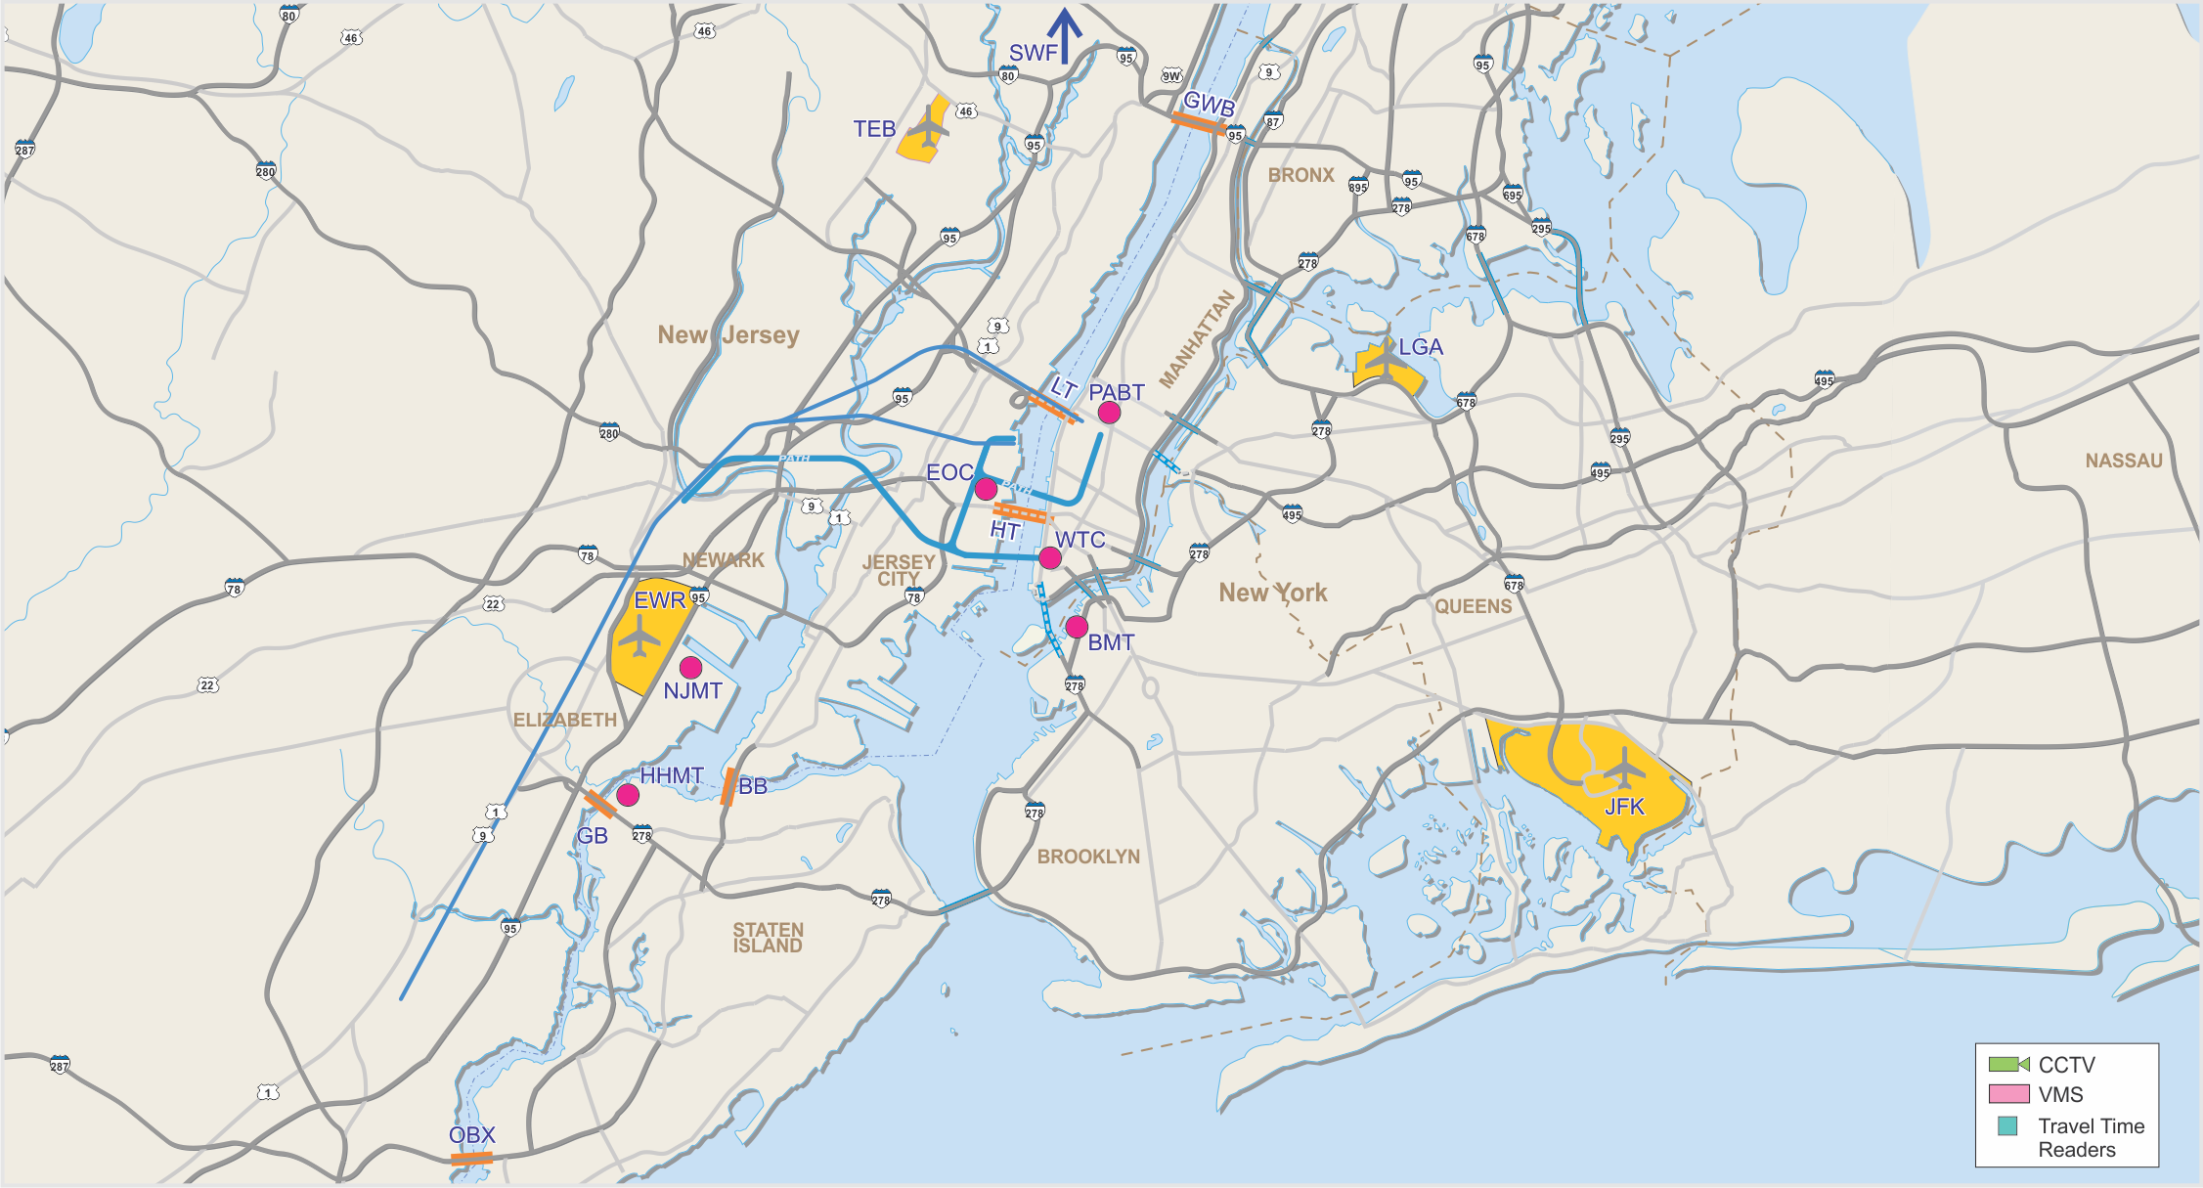 80
46
46
SWF
95
80
9W
9
95
GWB
TEB
46
95
95
87
287
280
BRONX
895
95
278
695
95
678
295
278
New Jersey
9
1
MANHATTAN
LGA
LT
PABT
95
280
278
678
495
295
495
NASSAU
PATH
EOC
PATH
9
1
HT
495
78
NEWARK
JERSEY
CITY
WTC
278
78
22
EWR
95
78
New York
678
QUEENS
BMT
NJMT
22
278
ELIZABETH
HHMT
BB
JFK
1
9
GB
278
278
BROOKLYN
278
95
STATEN
ISLAND
287
1
OBX
CCTV
VMS
Travel Time
Readers